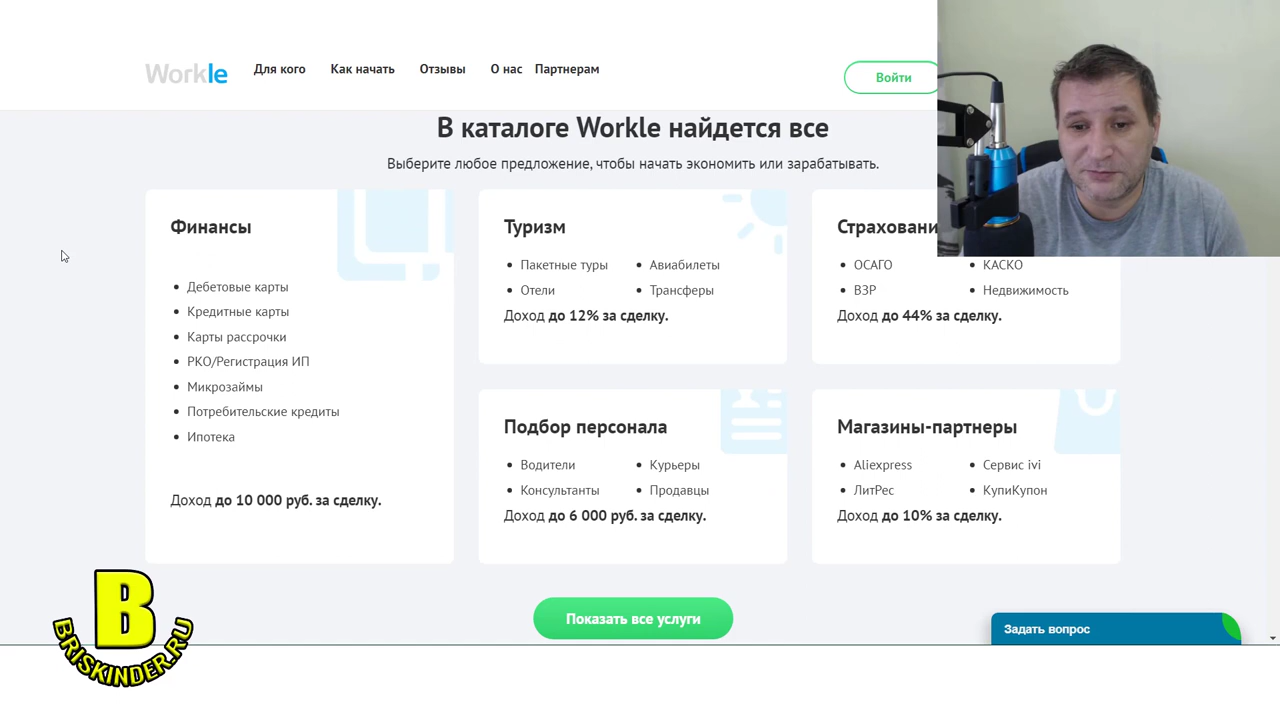 Workle
Для кого
Как начать
Отзывы
О нас
Партнерам
Войти
В каталоге Workle найдется все
Выберите любое предложение, чтобы начать экономить или зарабатывать.
Финансы
Дебетовые карты
Кредитные карты
Карты рассрочки
РКО/Регистрация ИП
Микрозаймы
Потребительские кредиты
Ипотека
Доход до 10 000 руб. за сделку.
Туризм
Пакетные туры
Авиабилеты
Отели
Трансферы
Доход до 12% за сделку.
Страховани
ОСАГО
КАСКО
ВЗР
Недвижимость
Доход до 44% за сделку.
Подбор персонала
Водители
Курьеры
Консультанты
Продавцы
Доход до 6 000 руб. за сделку.
Магазины-партнеры
Aliexpress
Сервис ivi
ЛитРес
КупиКупон
Доход до 10% за сделку.
Показать все услуги
Задать вопрос
B
BRISKINDER.RU